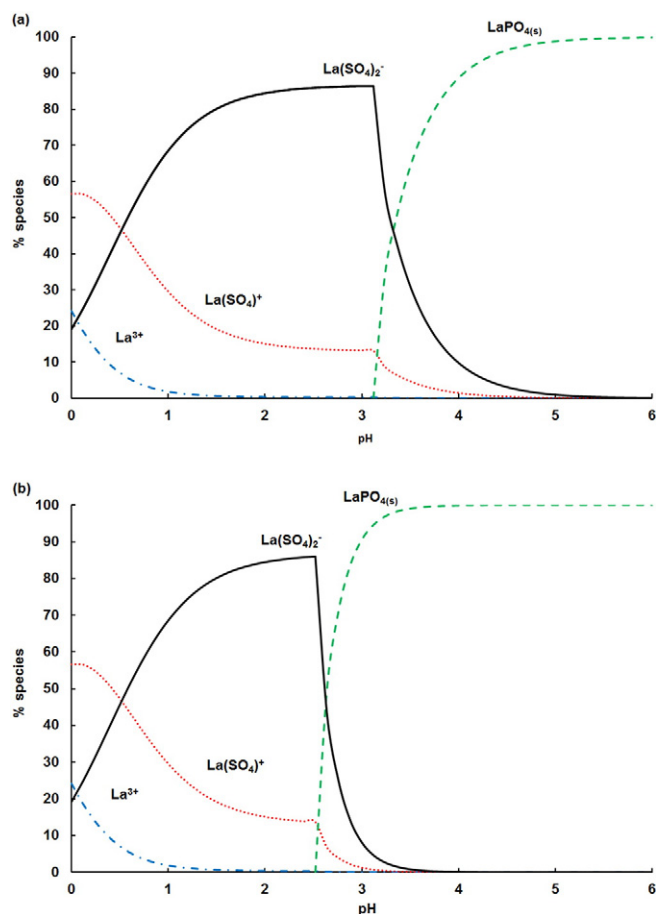 (a)
LaPO4(s)
100
La(SO4)2-
90
80
70
60
50
40
30
20
10
0
% species
La(SO4)+
La3+
0 1 2 3 4 5 6
pH
(b)
LaPO4(s)
100
La(SO4)2-
90
80
70
60
50
40
30
20
10
0
% species
La(SO4)+
La3+
0 1 2 3 4 5 6
pH